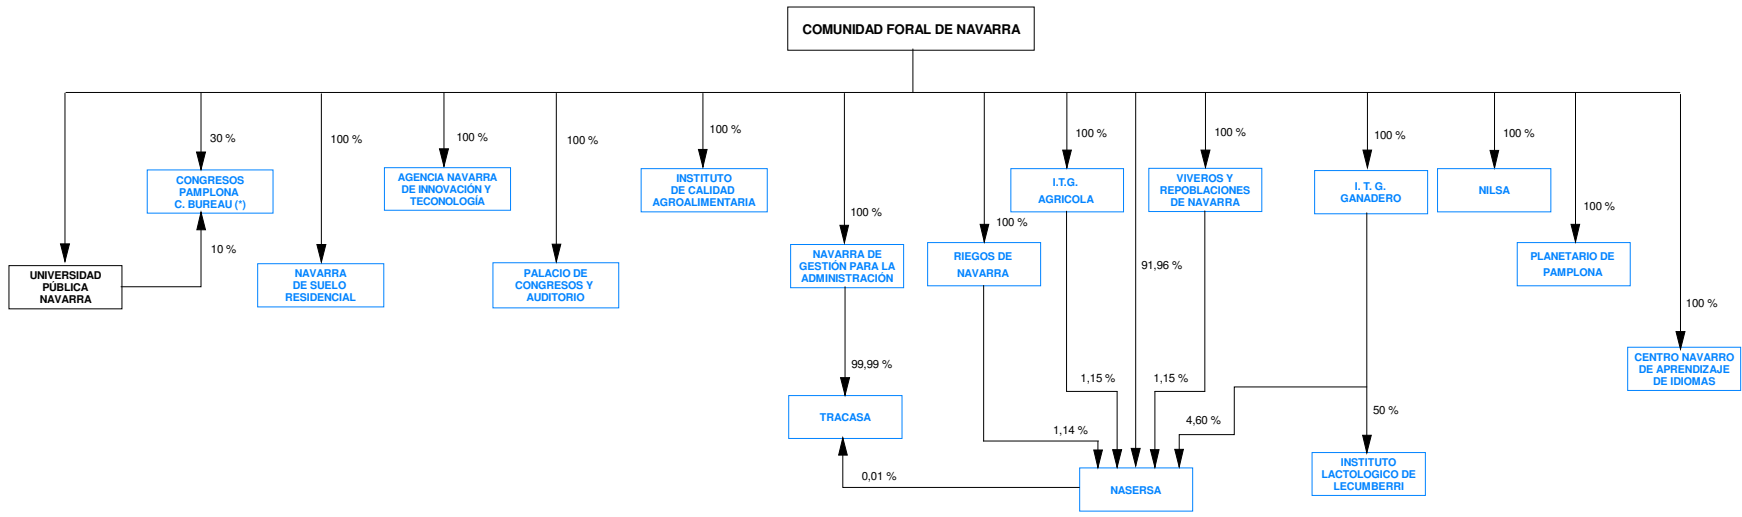 COMUNIDAD FORAL DE NAVARRA
30 %
100 %
100 %
100 %
100 %
100 %
100 %
100 %
100 %
CONGRESOS
PAMPLONA
C. BUREAU (*)
AGENCIA NAVARRA
DE INNOVACIÓN Y
TECONOLOGÍA
INSTITUTO
DE CALIDAD
AGROALIMENTARIA
I.T.G.
AGRICOLA
VIVEROS Y
REPOBLACIONES
DE NAVARRA
I. T. G.
GANADERO
NILSA
10 %
100 %
100 %
91,96 %
100 %
UNIVERSIDAD
PÚBLICA
NAVARRA
NAVARRA
DE SUELO
RESIDENCIAL
PALACIO DE
CONGRESOS Y
AUDITORIO
NAVARRA DE
GESTIÓN PARA LA
ADMINISTRACIÓN
RIEGOS DE
NAVARRA
PLANETARIO DE
PAMPLONA
100 %
CENTRO NAVARRO
DE APRENDIZAJE
DE IDIOMAS
99,99 %
1,15 %
1,15 %
TRACASA
1,14 %
4,60 %
50 %
0,01 %
NASERSA
INSTITUTO
LACTOLOGICO DE
LECUMBERRI